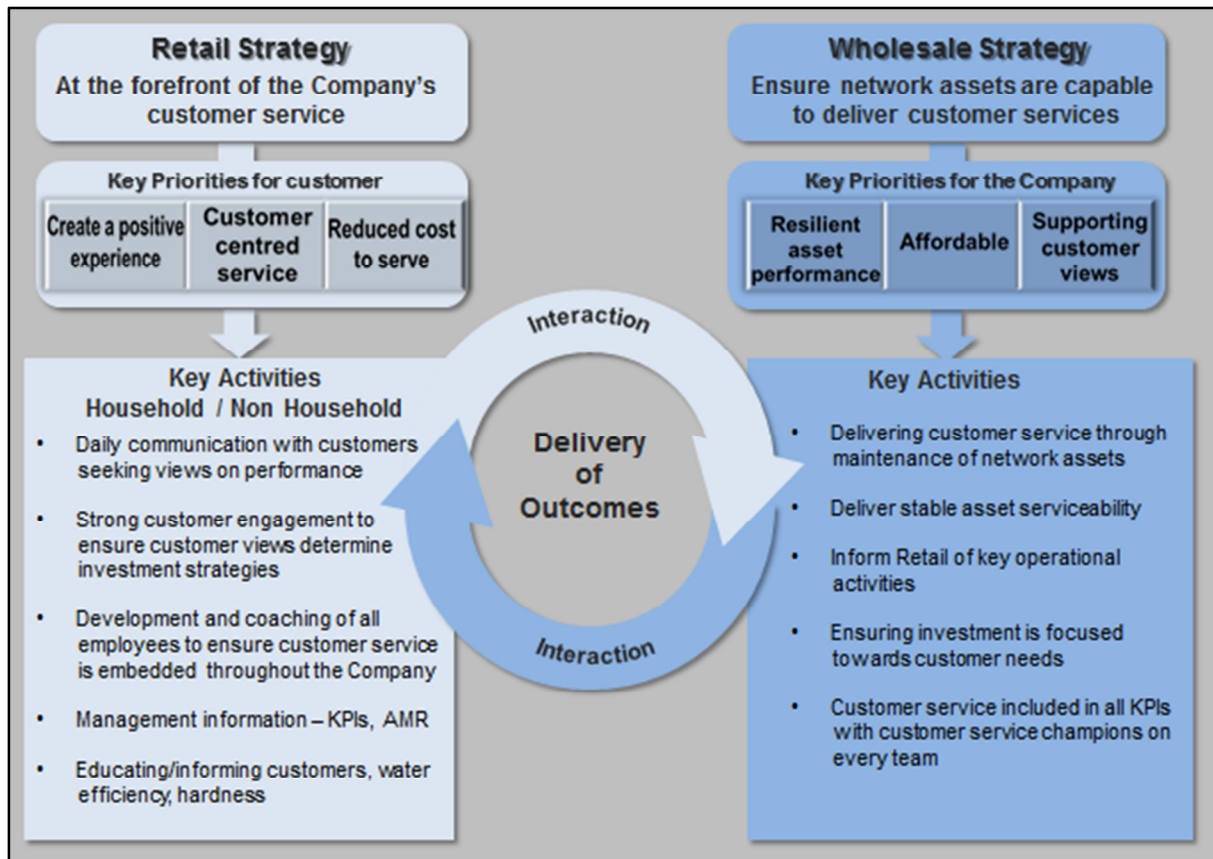 Retail Strategy
At the forefront of the Company's
customer service
Key Priorities for customer
Create a positive
experience
Customer
centred
service
Reduced cost
to serve
Key Activities
Household / Non Household
• Daily communication with customers
seeking views on performance
• Strong customer engagement to
ensure customer views determine
investment strategies
• Development and coaching of all
employees to ensure customer service
is embedded throughout the Company
• Management information – KPIs, AMR
• Educating/informing customers, water
efficiency, hardness
Interaction
Delivery
of
Outcomes
Interaction
Wholesale Strategy
Ensure network assets are capable
to deliver customer services
Key Priorities for the Company
Resilient
asset
performance
Affordable
Supporting
customer
views
Key Activities
• Delivering customer service through
maintenance of network assets
• Deliver stable asset serviceability
• Inform Retail of key operational
activities
• Ensuring investment is focused
towards customer needs
• Customer service included in all KPIs
with customer service champions on
every team